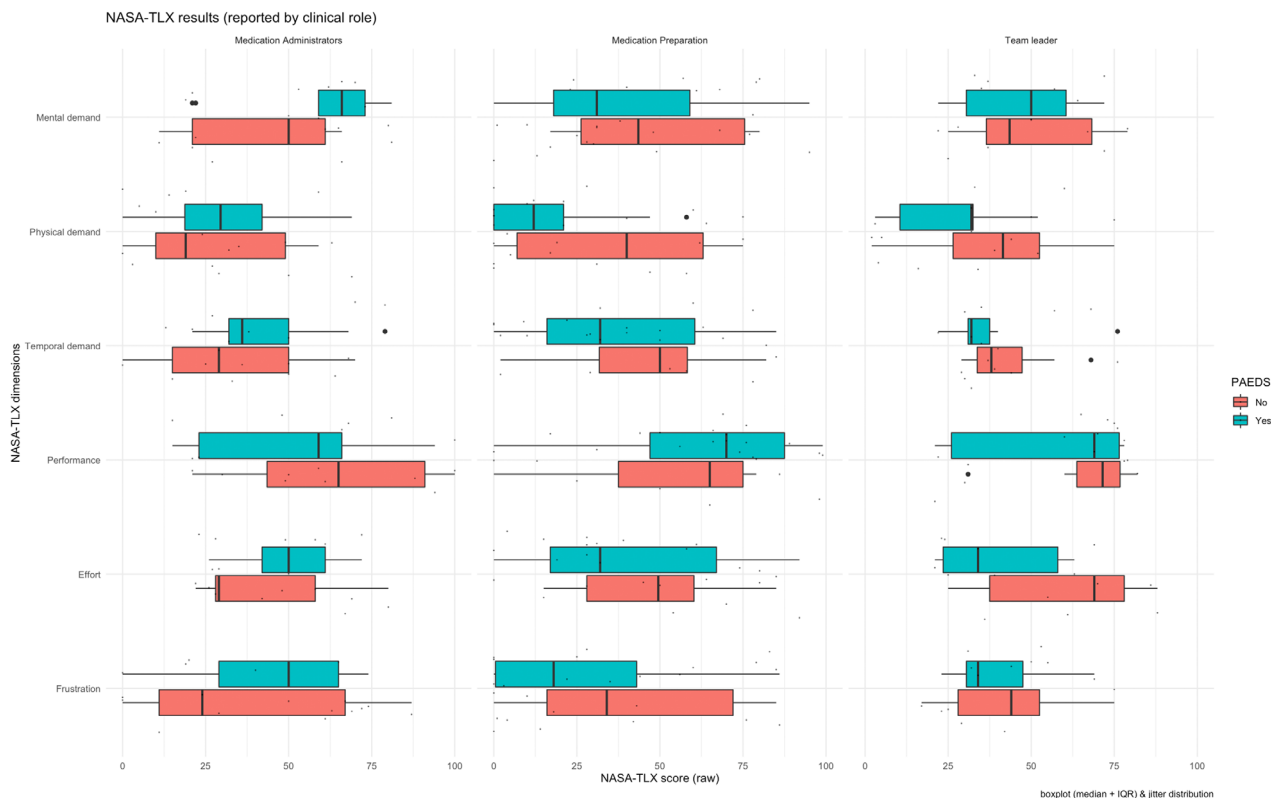 NASA-TLX results (reported by clinical role)
Medication Administrators
Medication Preparation
Team leader
NASA-TLX dimensions
Mental demand
Physical demand
Temporal demand
Performance
Effort
Frustration
0 25 50 75 100
0 25 50 75 100
0 25 50 75 100
NASA-TLX score (raw)
PAEDS
No
Yes
boxplot (median + IQR) & jitter distribution